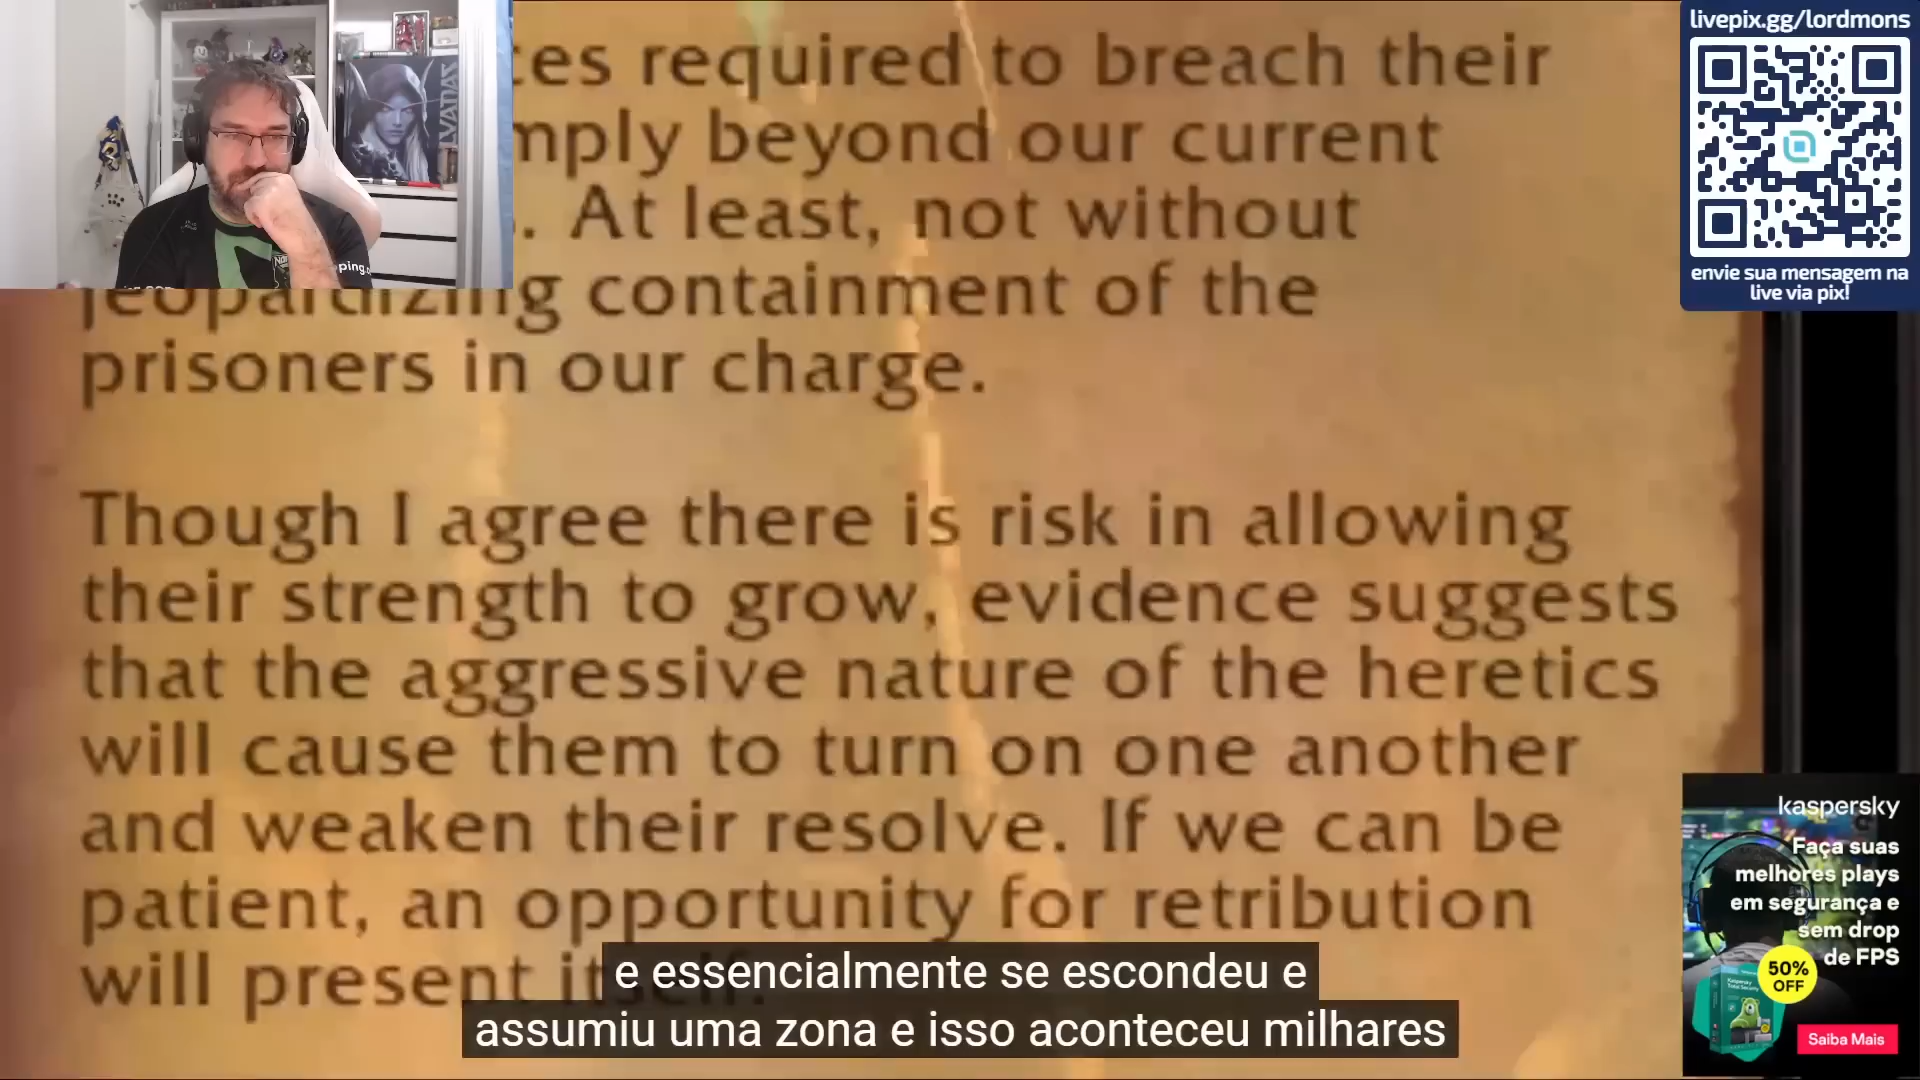 livepix.gg/lordmons
required to breach their
beyond our current
. At least, not without
jeopardizing containment of the
prisoners in our charge.
Though I agree there is risk in allowing
their strength to grow, evidence suggests
that the aggressive nature of the heretics
will cause them to turn on one another
and weaken their resolve. If we can be
patient, an opportunity for retribution
will present itself.
e essencialmente se escondeu e
assumiu uma zona e isso aconteceu milhares
envie sua mensagem na
live via pix!
kaspersky
Faça suas
melhores plays
em segurança e
sem drop
de FPS
50%
OFF
Saiba Mais